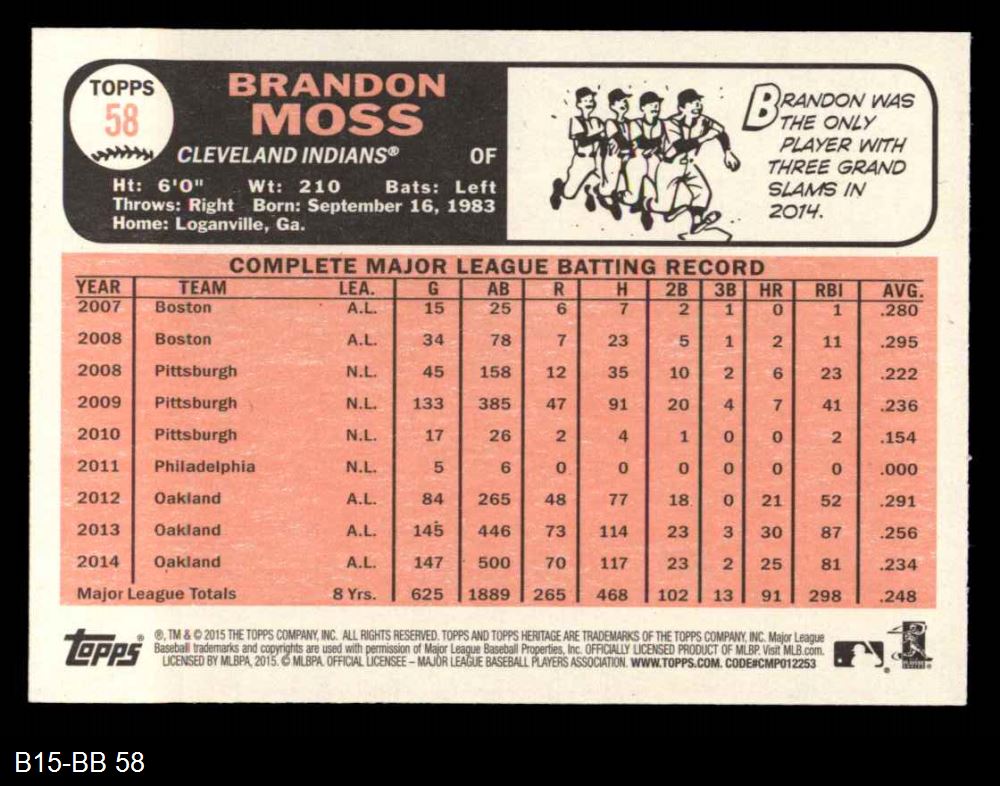 TOPPS
58
BRANDON
MOSS
CLEVELAND INDIANS® OF
Ht: 6'0" Wt: 210 Bats: Left
Throws: Right Born: September 16, 1983
Home: Loganville, Ga.
BRANDON WAS
THE ONLY
PLAYER WITH
THREE GRAND
SLAMS IN
2014.
COMPLETE MAJOR LEAGUE BATTING RECORD
YEAR TEAM LEA. G AB R H 2B 3B HR RBI AVG.
2007 Boston A.L. 15 25 6 7 2 1 0 1 .280
2008 Boston A.L. 34 78 7 23 5 1 2 11 .295
2008 Pittsburgh N.L. 45 158 12 35 10 2 6 23 .222
2009 Pittsburgh N.L. 133 385 47 91 20 4 7 41 .236
2010 Pittsburgh N.L. 17 26 2 4 1 0 0 2 .154
2011 Philadelphia N.L. 5 6 0 0 0 0 0 0 .000
2012 Oakland A.L. 84 265 48 77 18 0 21 52 .291
2013 Oakland A.L. 145 446 73 114 23 3 30 87 .256
2014 Oakland A.L. 147 500 70 117 23 2 25 81 .234
Major League Totals 8 Yrs. 625 1889 265 468 102 13 91 298 .248
topps®
®, TM & © 2015 THE TOPPS COMPANY, INC. ALL RIGHTS RESERVED. TOPPS AND TOPPS HERITAGE ARE TRADEMARKS OF THE TOPPS COMPANY, INC. Major League
Baseball trademarks and copyrights are used with permission of Major League Baseball Properties, Inc. OFFICIALLY LICENSED PRODUCT OF MLBP. Visit MLB.com.
LICENSED BY MLBPA, 2015. © MLBPA. OFFICIAL LICENSEE – MAJOR LEAGUE BASEBALL PLAYERS ASSOCIATION. WWW.TOPPS.COM. CODE#CMP012253
B15-BB 58